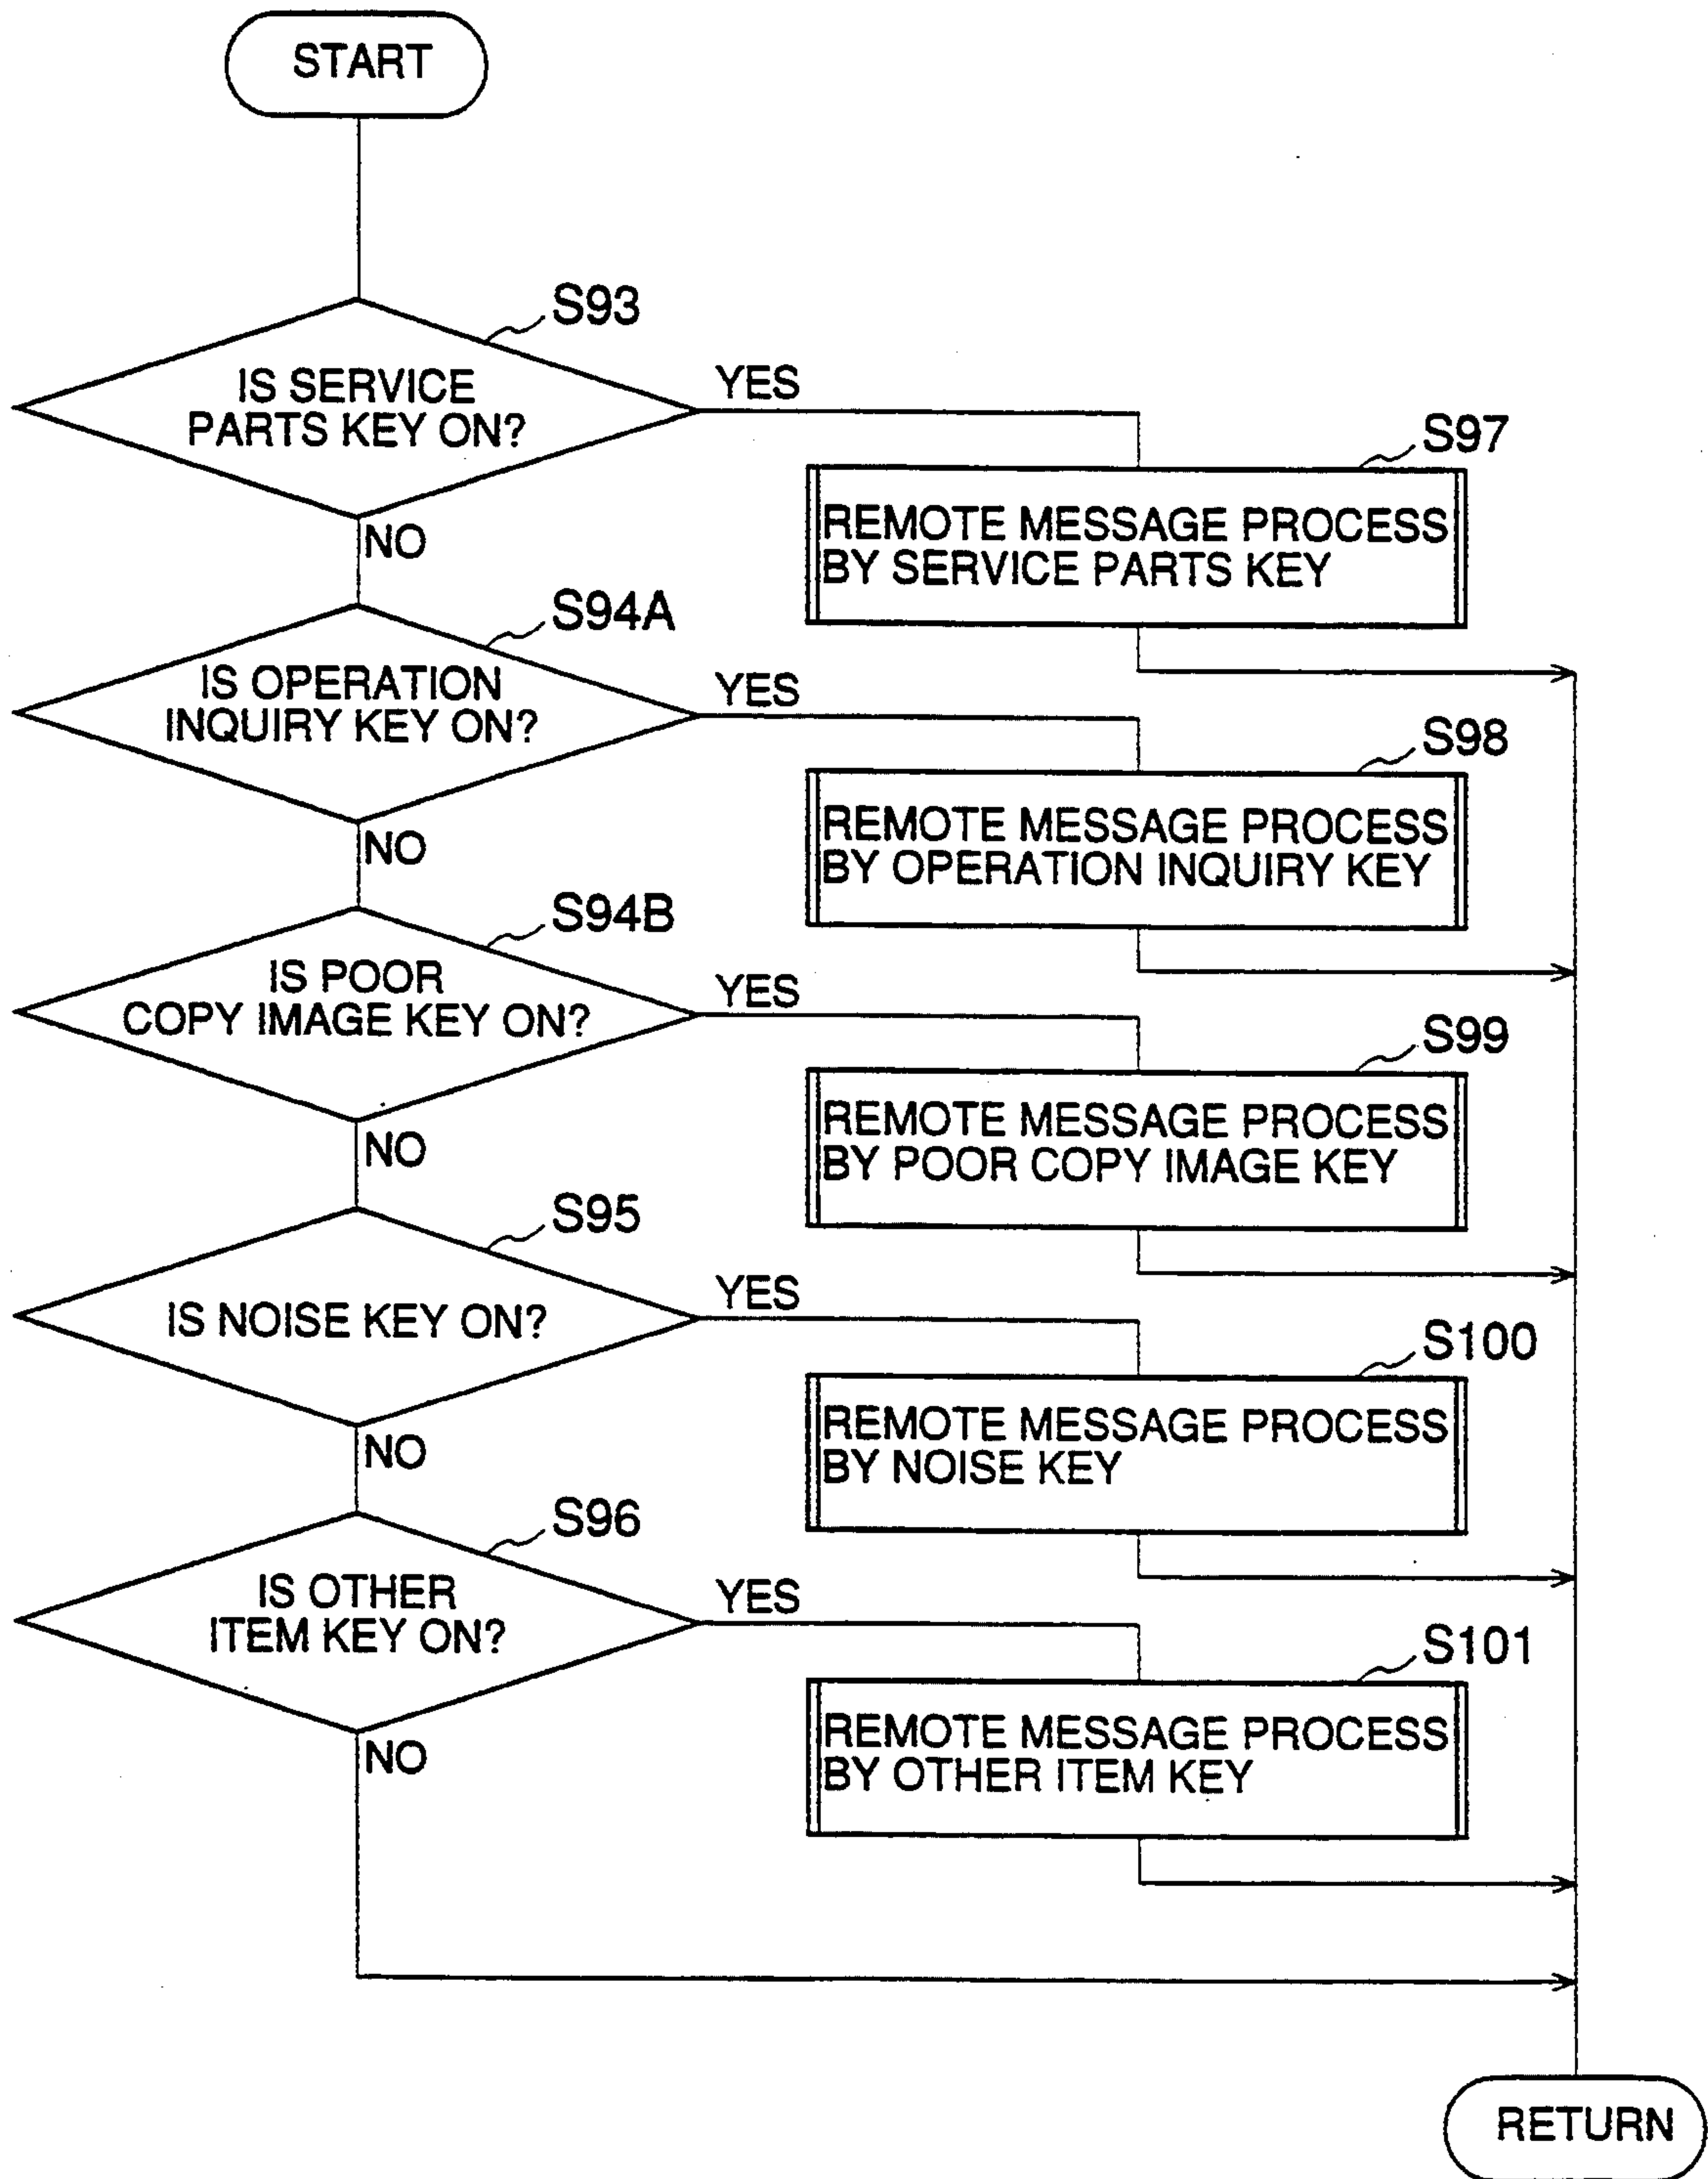 START
S93
IS SERVICE
PARTS KEY ON?
YES
NO
S97
REMOTE MESSAGE PROCESS
BY SERVICE PARTS KEY
S94A
IS OPERATION
INQUIRY KEY ON?
YES
NO
S98
REMOTE MESSAGE PROCESS
BY OPERATION INQUIRY KEY
S94B
IS POOR
COPY IMAGE KEY ON?
YES
NO
S99
REMOTE MESSAGE PROCESS
BY POOR COPY IMAGE KEY
S95
IS NOISE KEY ON?
YES
NO
S100
REMOTE MESSAGE PROCESS
BY NOISE KEY
S96
IS OTHER
ITEM KEY ON?
YES
NO
S101
REMOTE MESSAGE PROCESS
BY OTHER ITEM KEY
RETURN